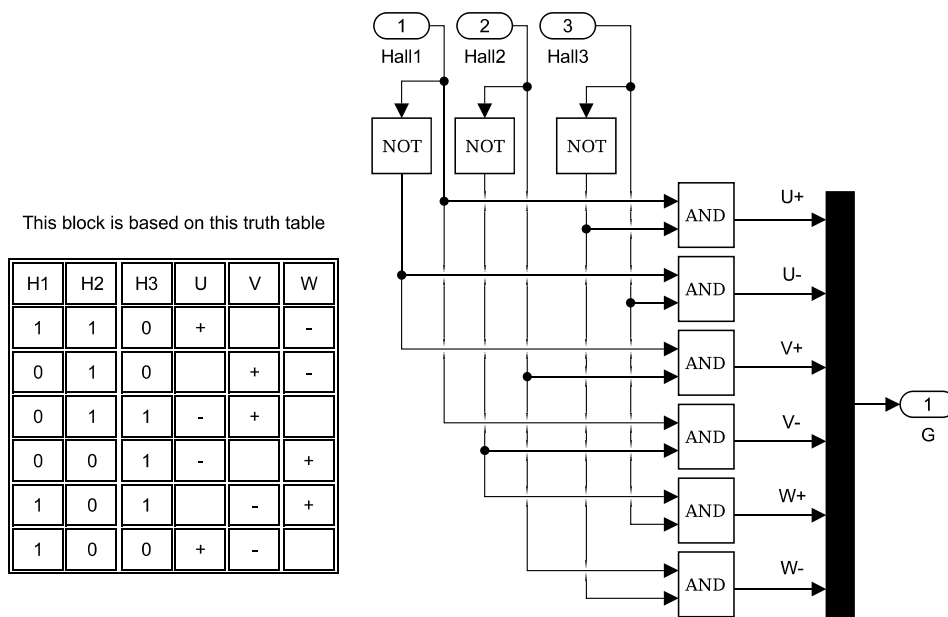 1 2 3
Hall1 Hall2 Hall3
NOT NOT NOT
This block is based on this truth table
H1 H2 H3 U V W
1 1 0 + -
0 1 0 + -
0 1 1 - +
0 0 1 - +
1 0 1 - +
1 0 0 + -
AND U+
AND U-
AND V+
AND V-
AND W+
AND W-
1
G